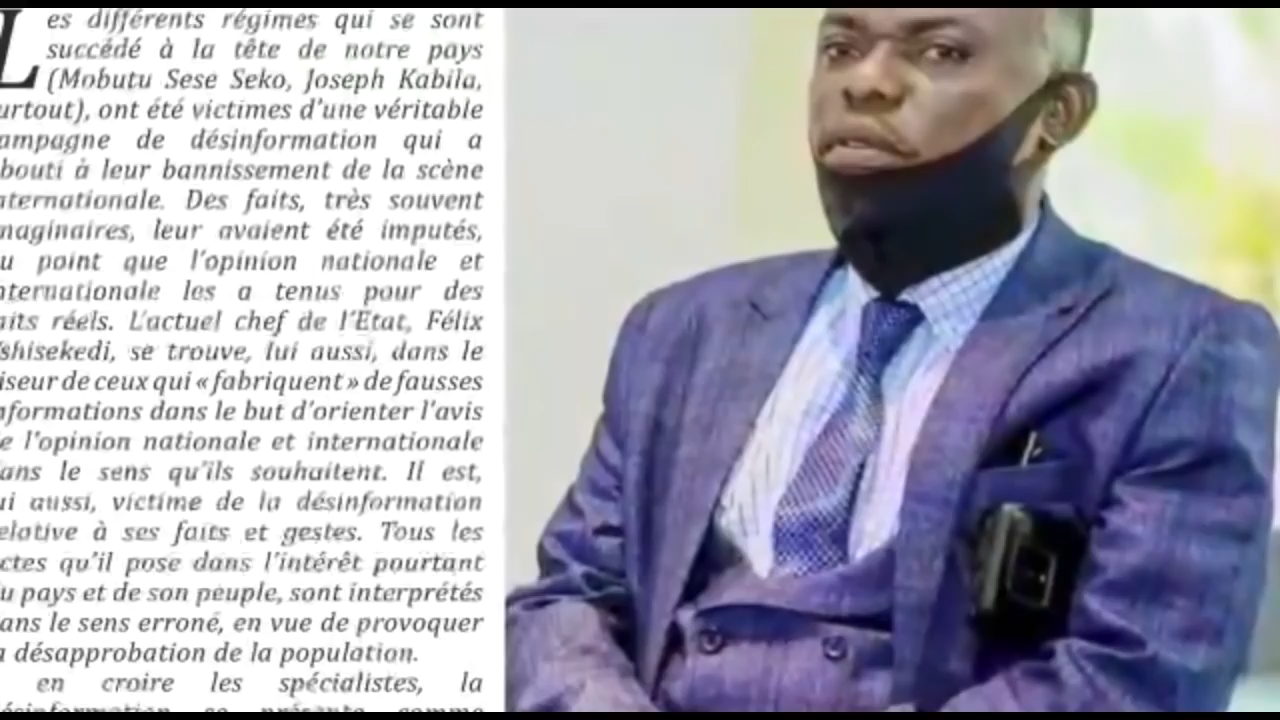 Les différents régimes qui se sont
succédé à la tête de notre pays
(Mobutu Sese Seko, Joseph Kabila,
urtout), ont été victimes d'une véritable
ampagne de désinformation qui a
bouti à leur bannissement de la scène
nternationale. Des faits, très souvent
maginaires, leur avaient été imputés,
u point que l'opinion nationale et
nternationale les a tenus pour des
aits réels. L'actuel chef de l'Etat, Félix
shisekedi, se trouve, lui aussi, dans le
iseur de ceux qui « fabriquent » de fausses
nformations dans le but d'orienter l'avis
e l'opinion nationale et internationale
ans le sens qu'ils souhaitent. Il est,
ui aussi, victime de la désinformation
elative à ses faits et gestes. Tous les
ctes qu'il pose dans l'intérêt pourtant
u pays et de son peuple, sont interprétés
ans le sens erroné, en vue de provoquer
a désapprobation de la population.
en croire les spécialistes, la
désinformation se présente comme